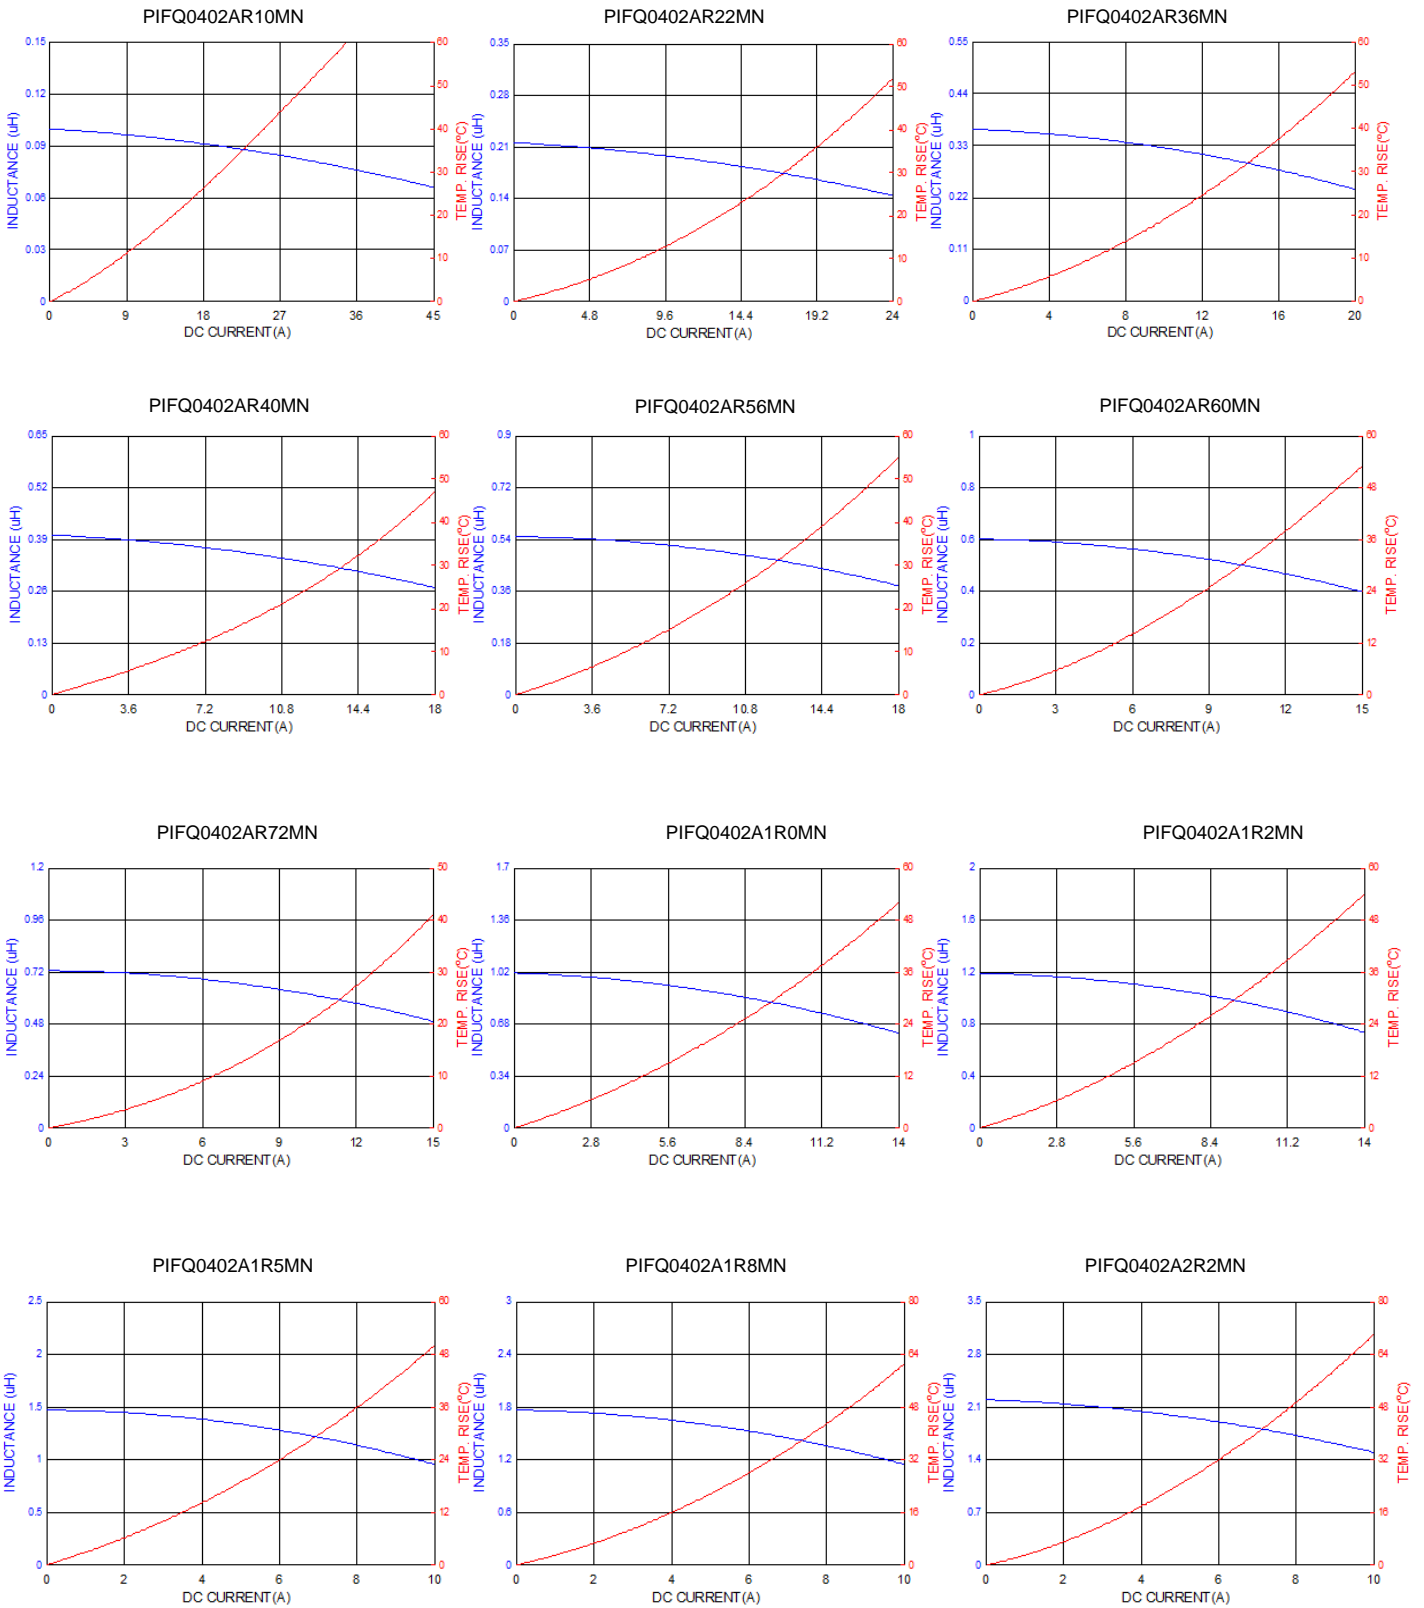 PIFQ0402AR10MN
0.15
0.12
0.09
0.06
0.03
0
INDUCTANCE (uH)
60
50
40
30
20
10
0
TEMP. RISE(ºC)
0 9 18 27 36 45
DC CURRENT(A)
PIFQ0402AR22MN
0.35
0.28
0.21
0.14
0.07
0
INDUCTANCE (uH)
60
50
40
30
20
10
0
TEMP. RISE(ºC)
0 4.8 9.6 14.4 19.2 24
DC CURRENT(A)
PIFQ0402AR36MN
0.55
0.44
0.33
0.22
0.11
0
INDUCTANCE (uH)
60
50
40
30
20
10
0
TEMP. RISE(ºC)
0 4 8 12 16 20
DC CURRENT(A)
PIFQ0402AR40MN
0.65
0.52
0.39
0.26
0.13
0
INDUCTANCE (uH)
60
50
40
30
20
10
0
TEMP. RISE(ºC)
0 3.6 7.2 10.8 14.4 18
DC CURRENT(A)
PIFQ0402AR56MN
0.9
0.72
0.54
0.36
0.18
0
INDUCTANCE (uH)
60
50
40
30
20
10
0
TEMP. RISE(ºC)
0 3.6 7.2 10.8 14.4 18
DC CURRENT(A)
PIFQ0402AR60MN
1
0.8
0.6
0.4
0.2
0
INDUCTANCE (uH)
60
48
36
24
12
0
TEMP. RISE(ºC)
0 3 6 9 12 15
DC CURRENT(A)
PIFQ0402AR72MN
1.2
0.96
0.72
0.48
0.24
0
INDUCTANCE (uH)
50
40
30
20
10
0
TEMP. RISE(ºC)
0 3 6 9 12 15
DC CURRENT(A)
PIFQ0402A1R0MN
1.7
1.36
1.02
0.68
0.34
0
INDUCTANCE (uH)
60
48
36
24
12
0
TEMP. RISE(ºC)
0 2.8 5.6 8.4 11.2 14
DC CURRENT(A)
PIFQ0402A1R2MN
2
1.6
1.2
0.8
0.4
0
INDUCTANCE (uH)
60
48
36
24
12
0
TEMP. RISE(ºC)
0 2.8 5.6 8.4 11.2 14
DC CURRENT(A)
PIFQ0402A1R5MN
2.5
2
1.5
1
0.5
0
INDUCTANCE (uH)
60
48
36
24
12
0
TEMP. RISE(ºC)
0 2 4 6 8 10
DC CURRENT(A)
PIFQ0402A1R8MN
3
2.4
1.8
1.2
0.6
0
INDUCTANCE (uH)
80
64
48
32
16
0
TEMP. RISE(ºC)
0 2 4 6 8 10
DC CURRENT(A)
PIFQ0402A2R2MN
3.5
2.8
2.1
1.4
0.7
0
INDUCTANCE (uH)
80
64
48
32
16
0
TEMP. RISE(ºC)
0 2 4 6 8 10
DC CURRENT(A)